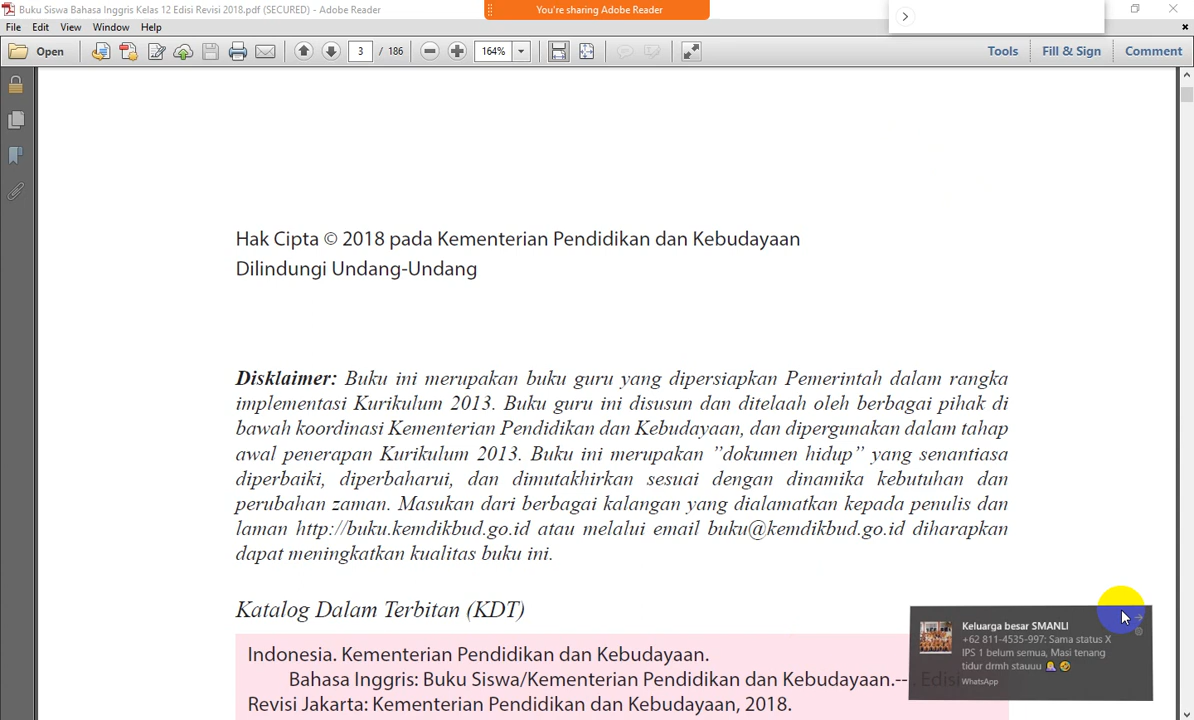 Buku Siswa Bahasa Inggris Kelas 12 Edisi Revisi 2018.pdf (SECURED) - Adobe Reader
You're sharing Adobe Reader
File Edit View Window Help
Open 3 / 186 164% Tools Fill & Sign Comment
Hak Cipta © 2018 pada Kementerian Pendidikan dan Kebudayaan
Dilindungi Undang-Undang
Disklaimer: Buku ini merupakan buku guru yang dipersiapkan Pemerintah dalam rangka
implementasi Kurikulum 2013. Buku guru ini disusun dan ditelaah oleh berbagai pihak di
bawah koordinasi Kementerian Pendidikan dan Kebudayaan, dan dipergunakan dalam tahap
awal penerapan Kurikulum 2013. Buku ini merupakan ”dokumen hidup” yang senantiasa
diperbaiki, diperbaharui, dan dimutakhirkan sesuai dengan dinamika kebutuhan dan
perubahan zaman. Masukan dari berbagai kalangan yang dialamatkan kepada penulis dan
laman http://buku.kemdikbud.go.id atau melalui email buku@kemdikbud.go.id diharapkan
dapat meningkatkan kualitas buku ini.
Katalog Dalam Terbitan (KDT)
Indonesia. Kementerian Pendidikan dan Kebudayaan.
Bahasa Inggris: Buku Siswa/Kementerian Pendidikan dan Kebudayaan.--. Edisi
Revisi Jakarta: Kementerian Pendidikan dan Kebudayaan, 2018.
Keluarga besar SMANLI
+62 811-4535-997: Sama status X
IPS 1 belum semua, Masi tenang
tidur drmh stauuu 🤷‍♀️🤣
WhatsApp